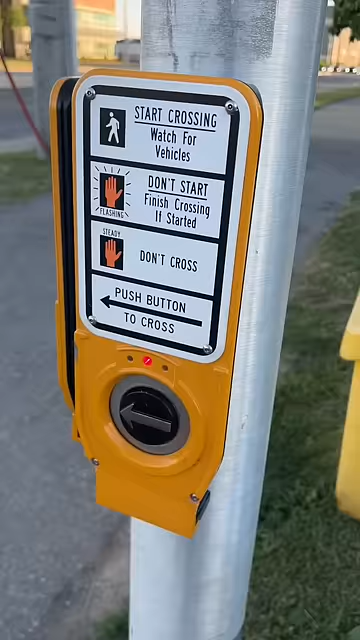 START CROSSING
Watch For
Vehicles
FLASHING
DON'T START
Finish Crossing
If Started
STEADY
DON'T CROSS
PUSH BUTTON
TO CROSS